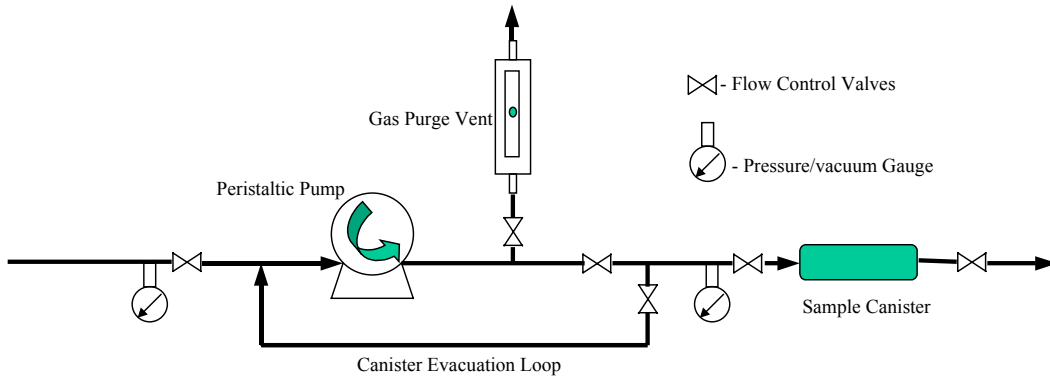 Gas Purge Vent
- Flow Control Valves
- Pressure/vacuum Gauge
Peristaltic Pump
Sample Canister
Canister Evacuation Loop